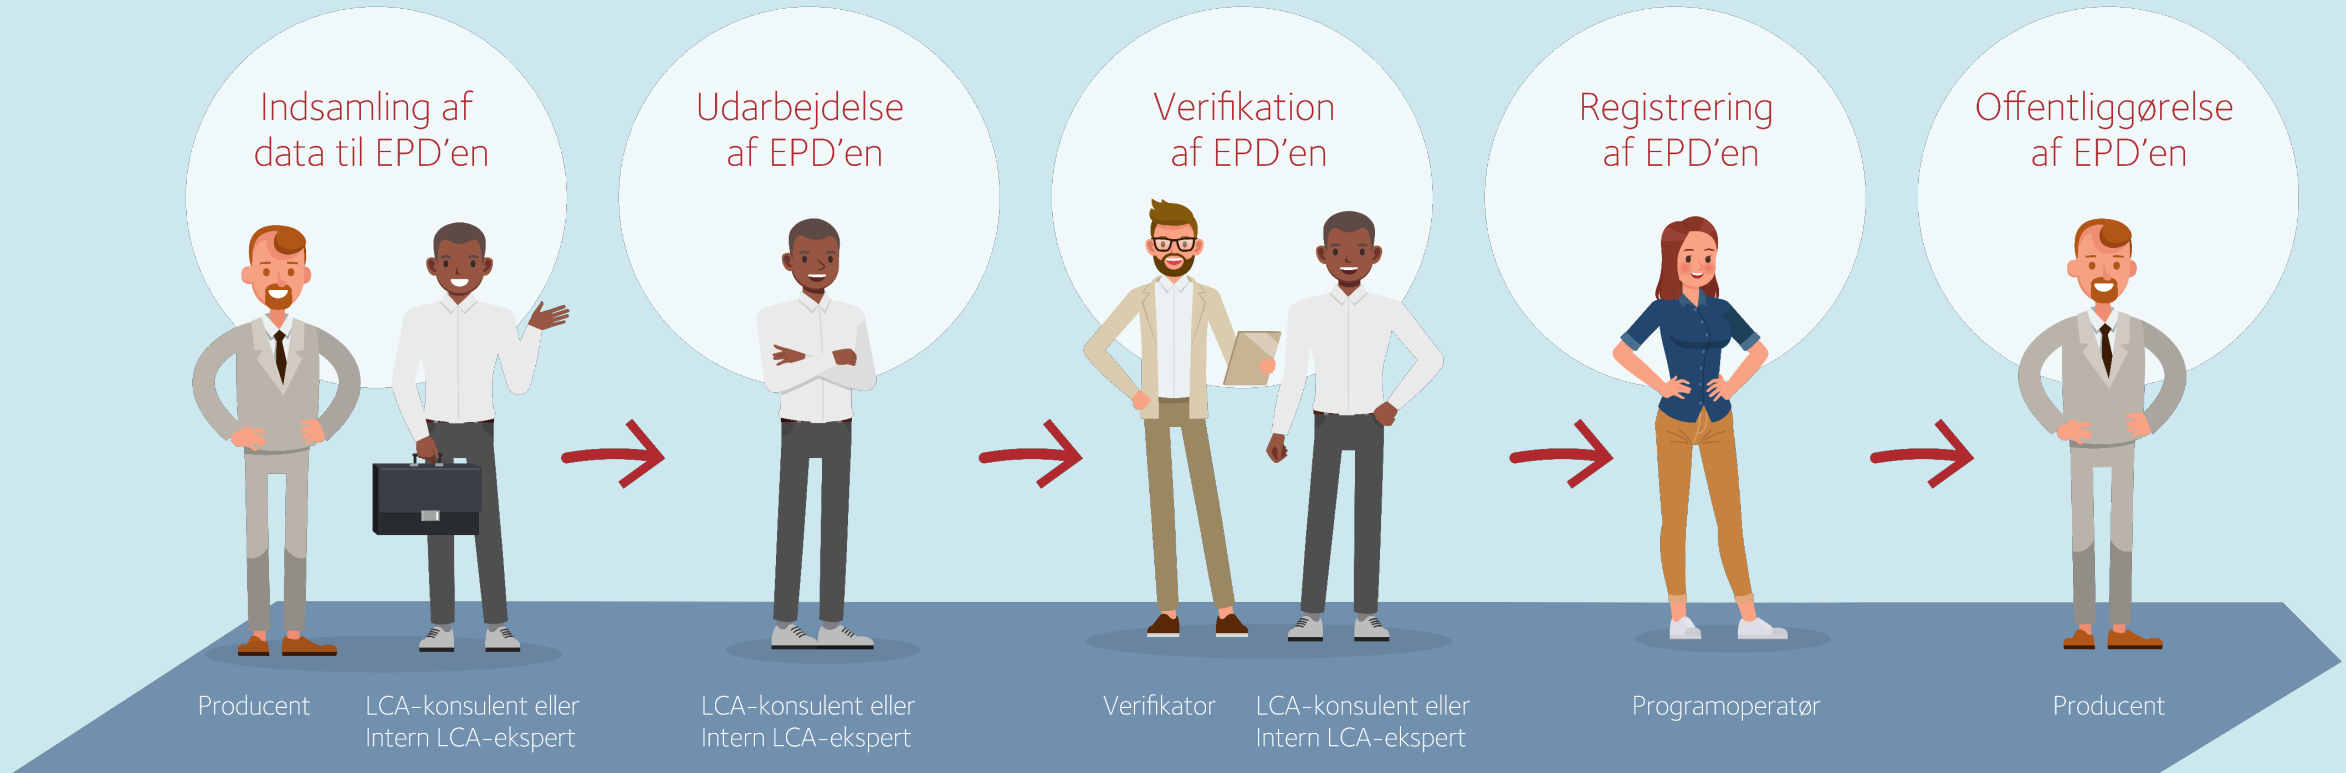 Indsamling af
data til EPD’en
Udarbejdelse
af EPD’en
Verifikation
af EPD’en
Registrering
af EPD’en
Offentliggørelse
af EPD’en
Producent
LCA-konsulent eller
Intern LCA-ekspert
LCA-konsulent eller
Intern LCA-ekspert
Verifikator
LCA-konsulent eller
Intern LCA-ekspert
Programoperatør
Producent